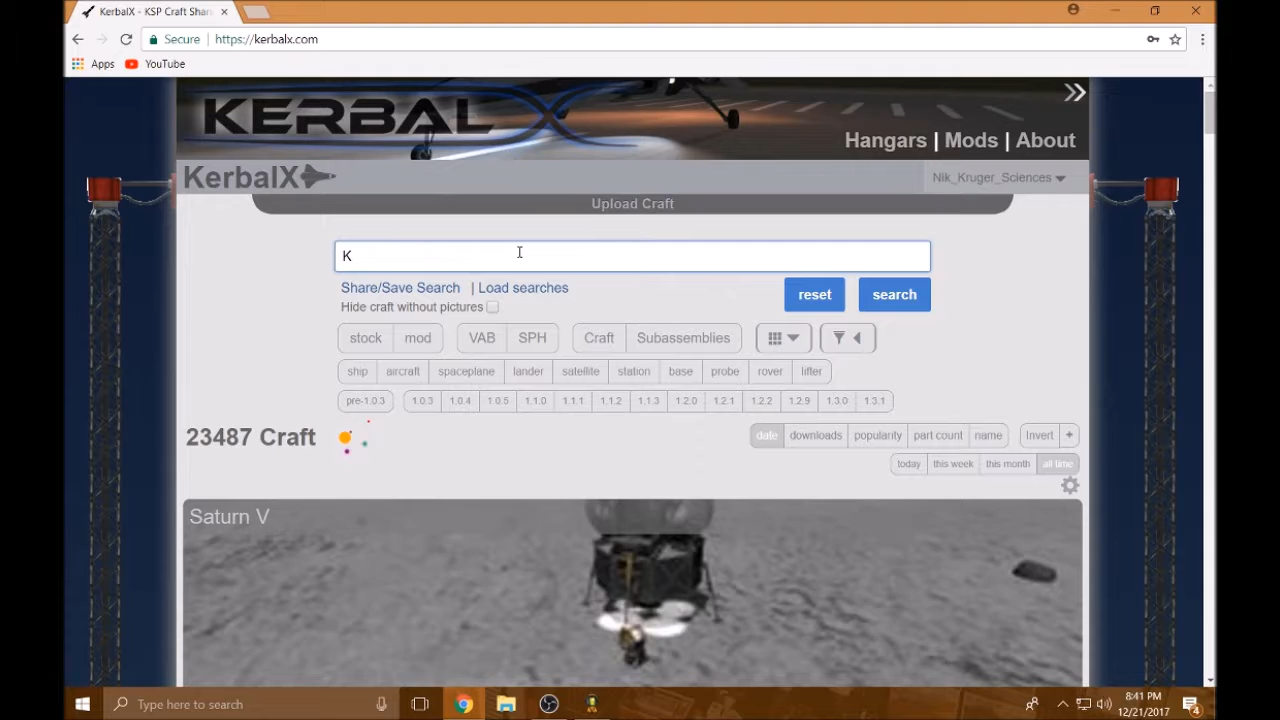 KerbalX - KSP Craft Shar
Secure https://kerbalx.com
Apps YouTube
KERBAL X
Hangars | Mods | About
KerbalX
Nik_Kruger_Sciences
Upload Craft
K
Share/Save Search | Load searches
reset search
Hide craft without pictures
stock mod VAB SPH Craft Subassemblies
ship aircraft spaceplane lander satellite station base probe rover lifter
pre-1.0.3 1.0.3 1.0.4 1.0.5 1.1.0 1.1.1 1.1.2 1.1.3 1.2.0 1.2.1 1.2.2 1.2.9 1.3.0 1.3.1
23487 Craft
date downloads popularity part count name Invert +
today this week this month all time
Saturn V
Type here to search
8:41 PM
12/21/2017
4